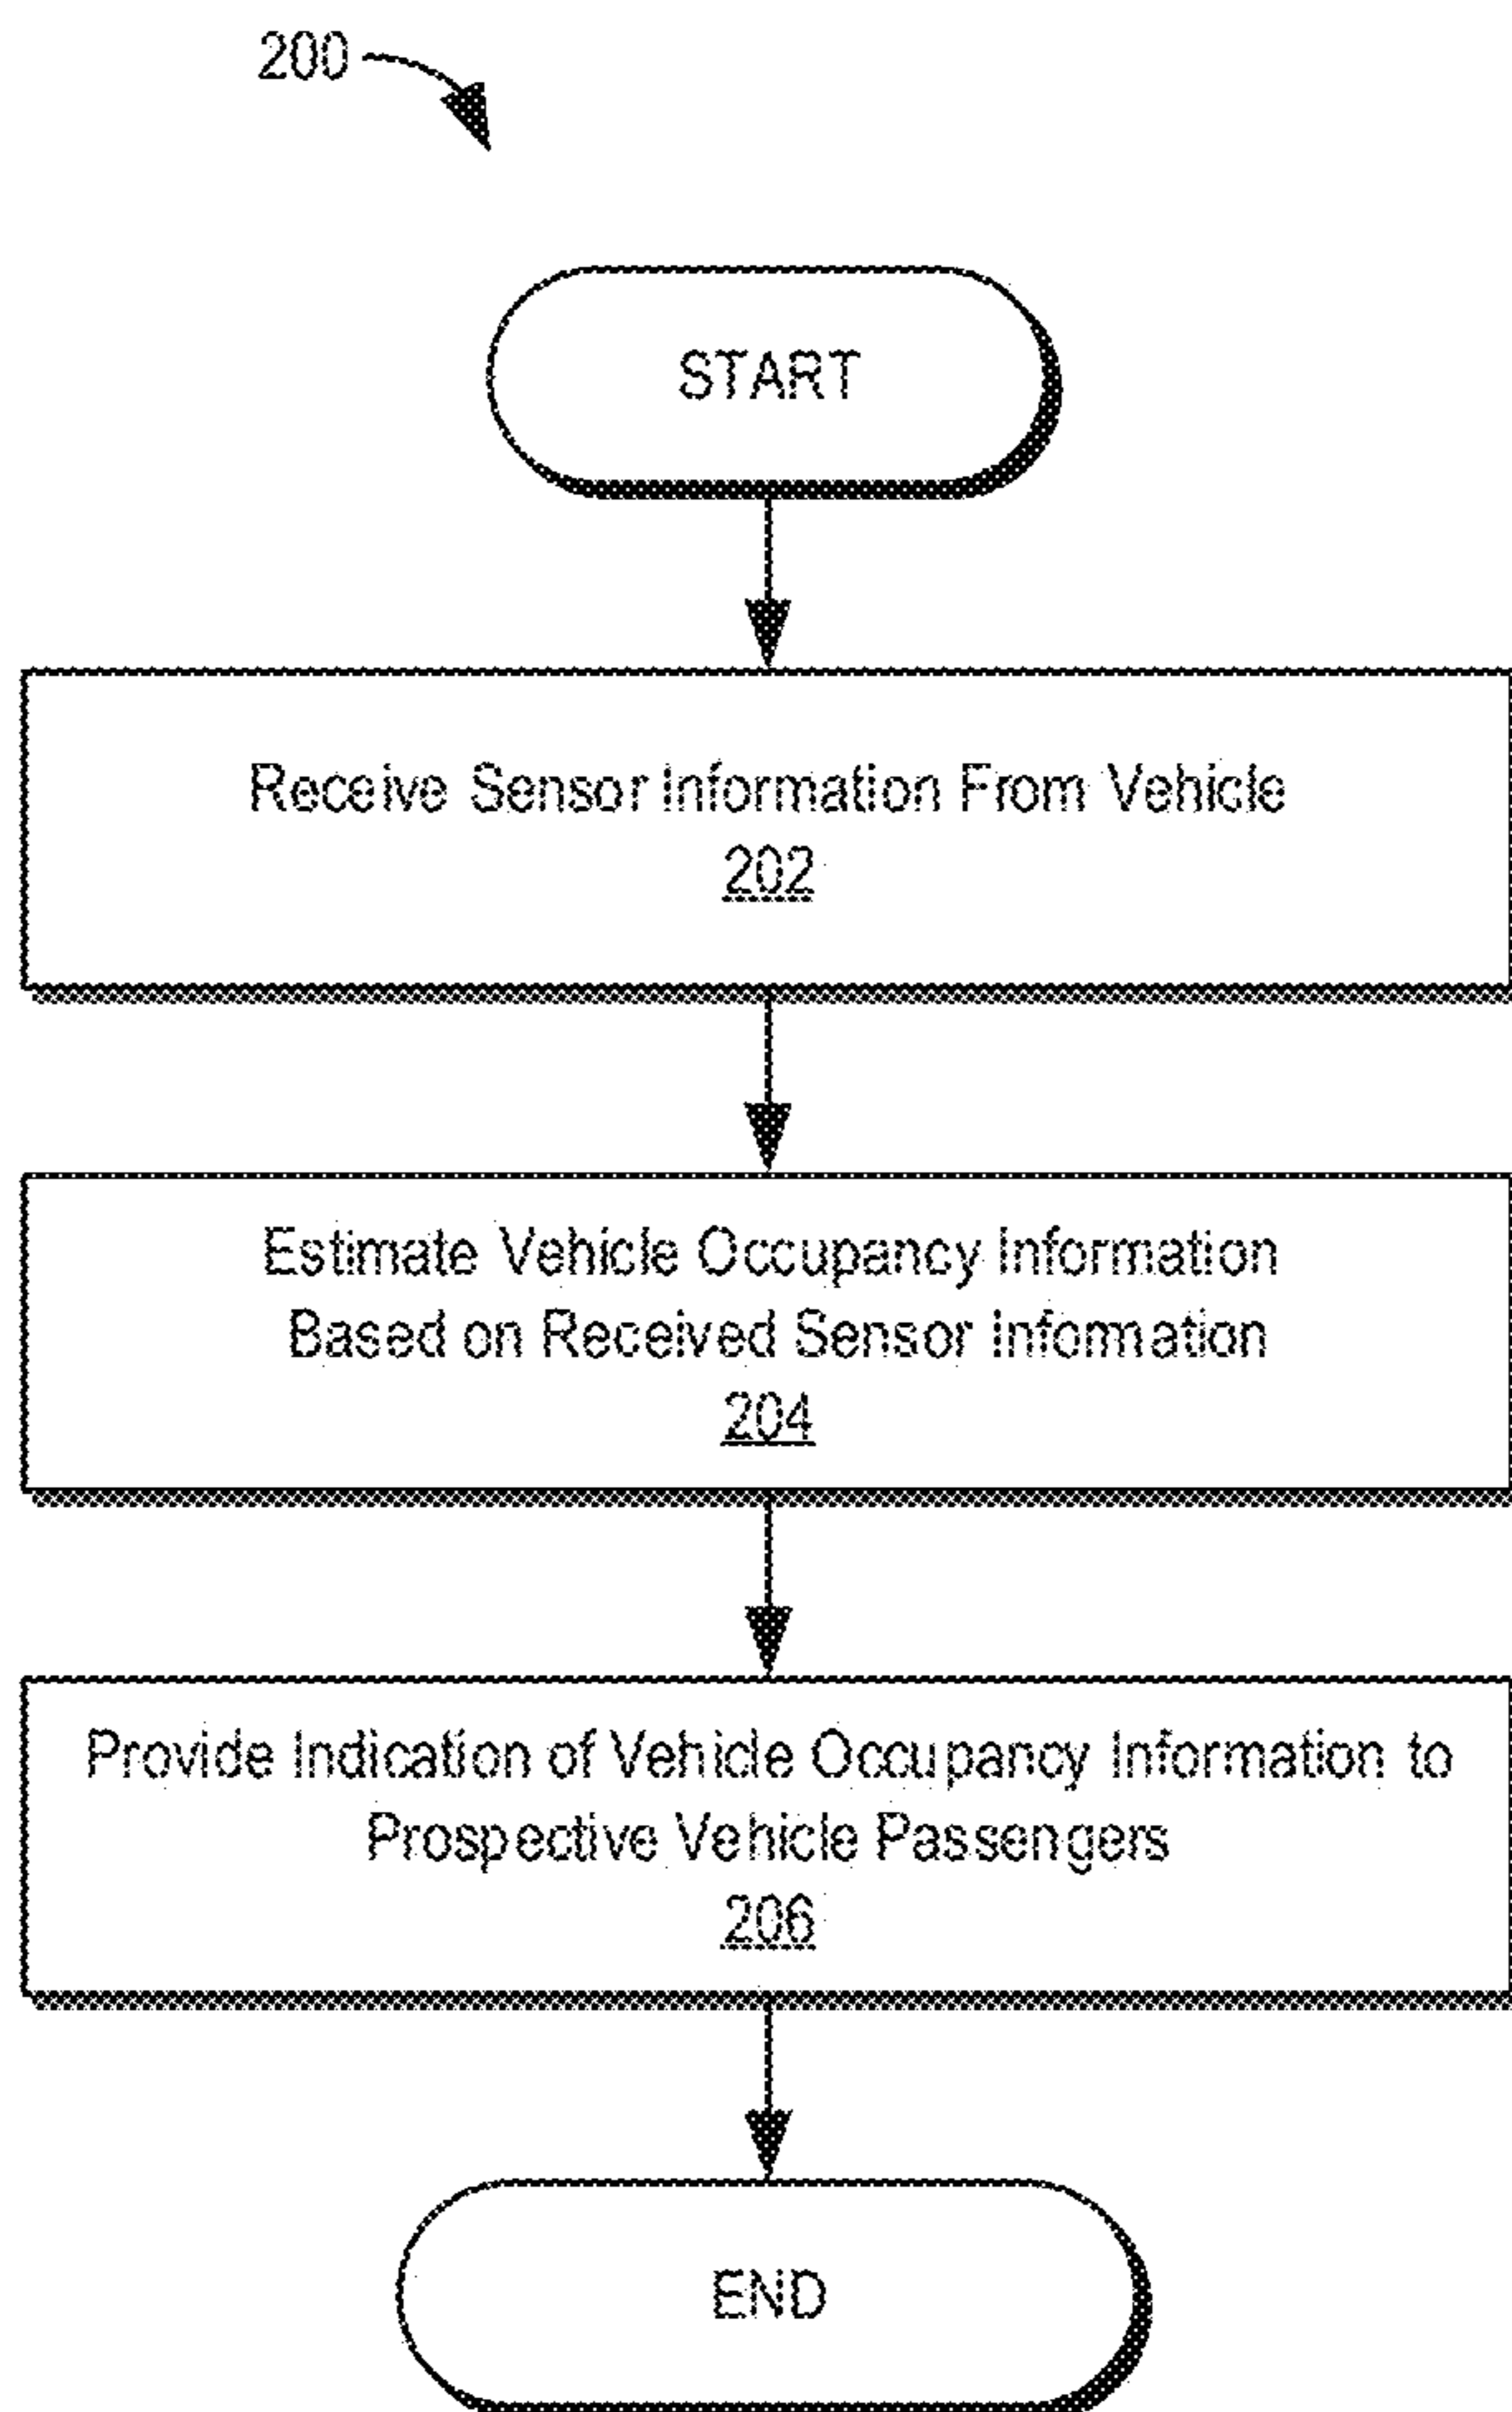 200
START
Receive Sensor Information From Vehicle
202
Estimate Vehicle Occupancy Information
Based on Received Sensor Information
204
Provide Indication of Vehicle Occupancy Information to
Prospective Vehicle Passengers
206
END